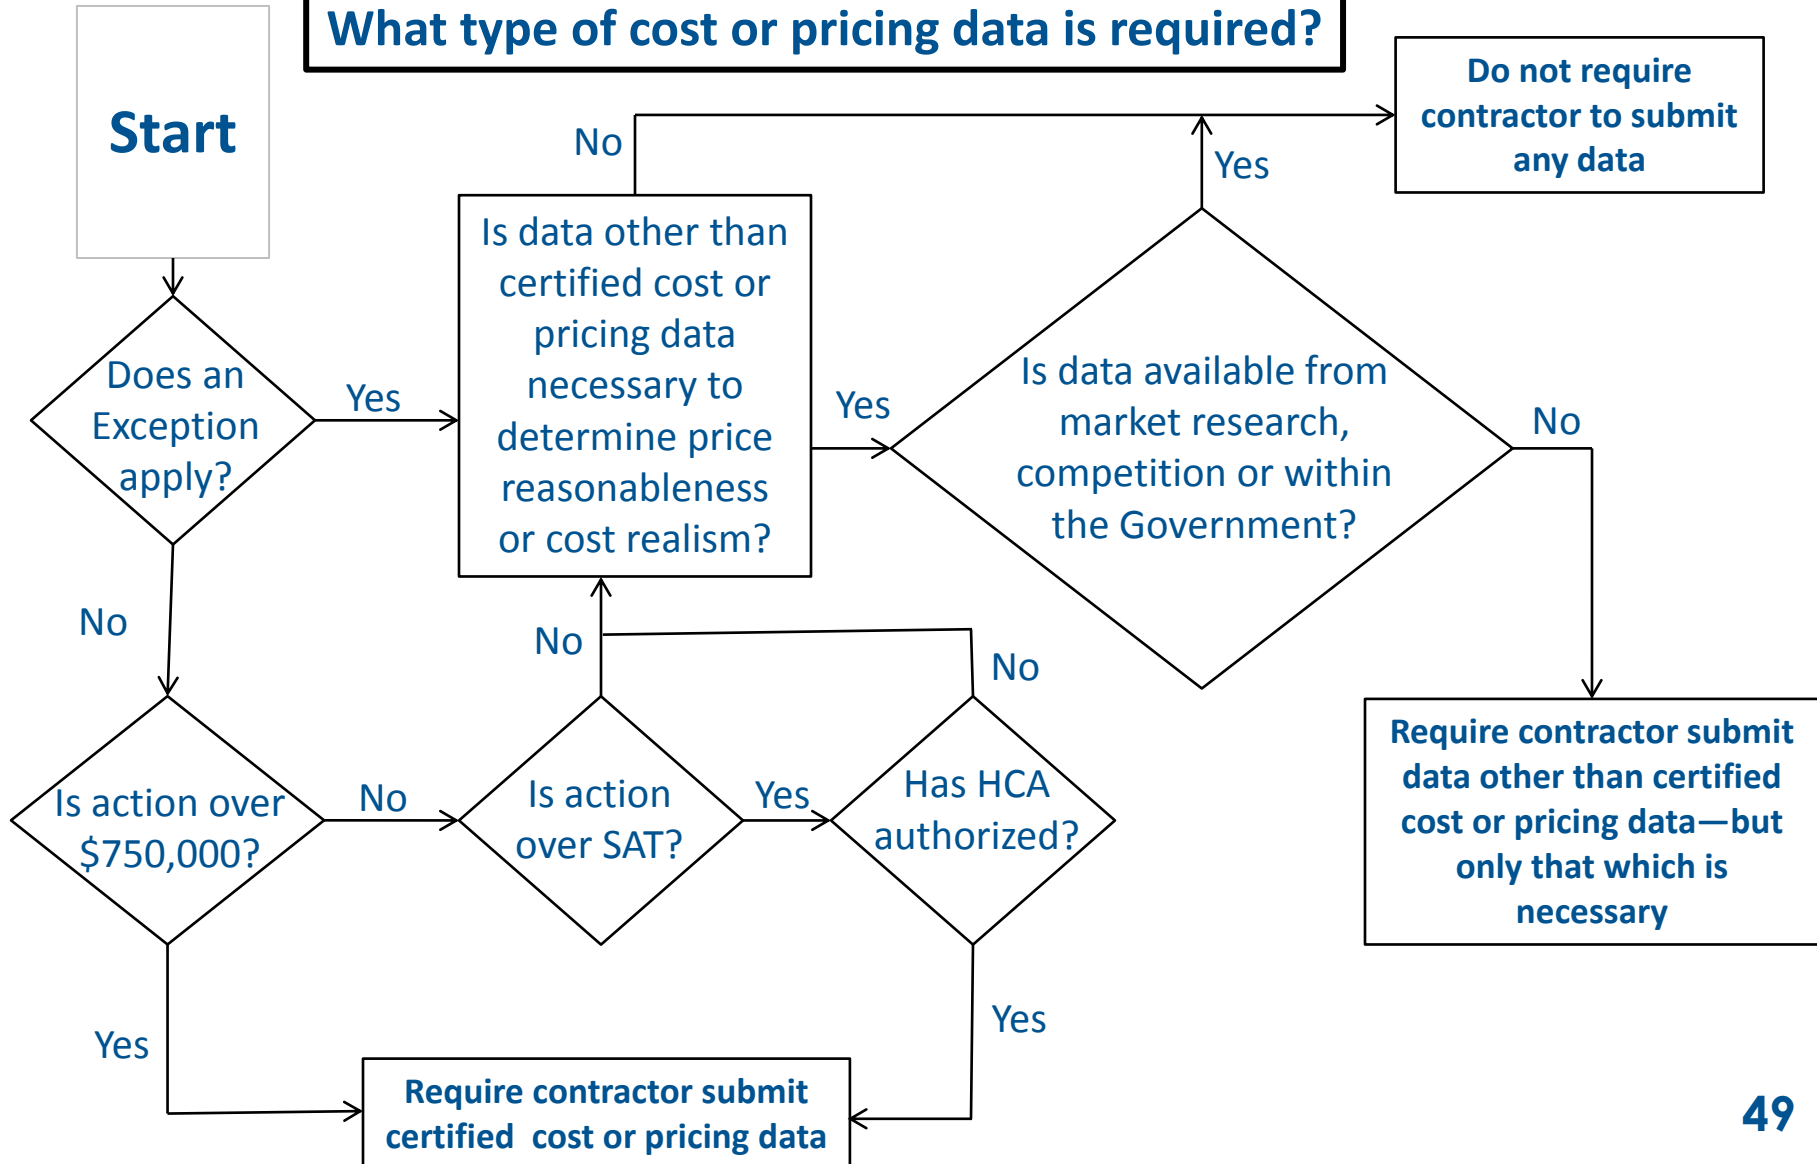 What type of cost or pricing data is required?
Start
Do not require
contractor to submit
any data
No
Yes
Is data other than
certified cost or
pricing data
necessary to
determine price
reasonableness
or cost realism?
Does an
Exception
apply?
Yes
Yes
Is data available from
market research,
competition or within
the Government?
No
No
No
No
Is action over
$750,000?
No
Is action
over SAT?
Yes
Has HCA
authorized?
Require contractor submit
data other than certified
cost or pricing data—but
only that which is
necessary
Yes
Yes
Require contractor submit
certified cost or pricing data
49